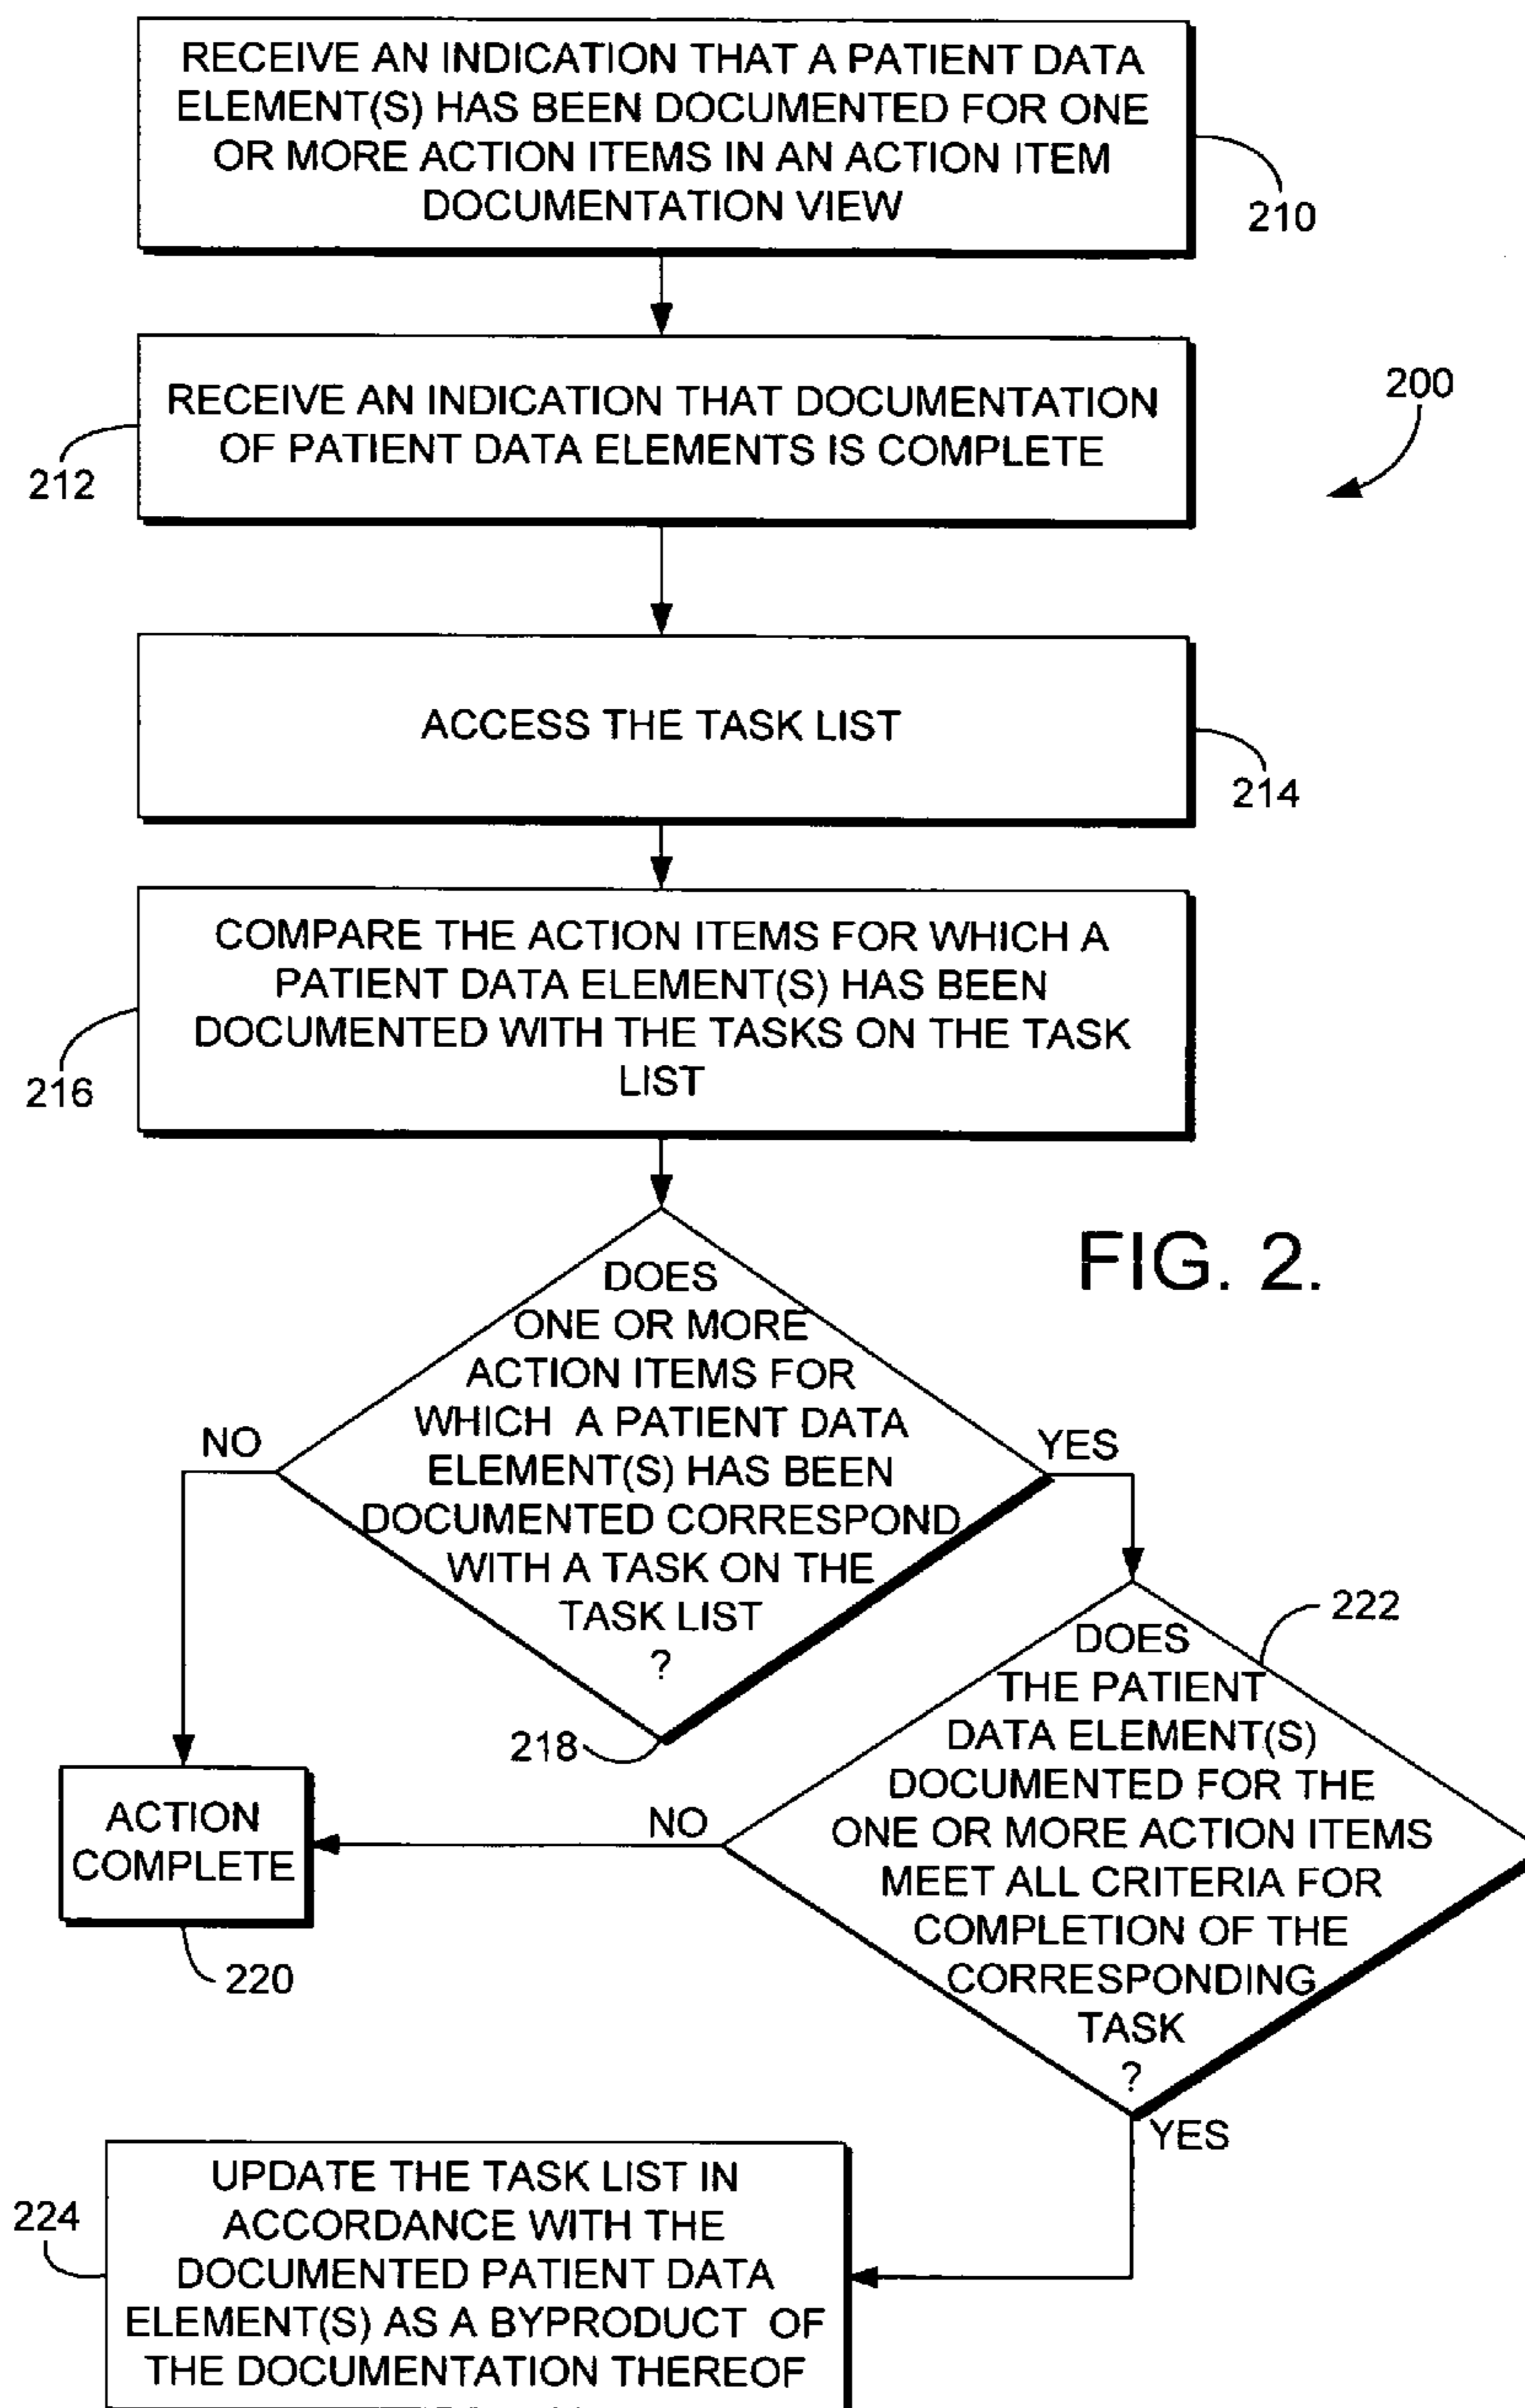 RECEIVE AN INDICATION THAT A PATIENT DATA
ELEMENT(S) HAS BEEN DOCUMENTED FOR ONE
OR MORE ACTION ITEMS IN AN ACTION ITEM
DOCUMENTATION VIEW
210
RECEIVE AN INDICATION THAT DOCUMENTATION
OF PATIENT DATA ELEMENTS IS COMPLETE
200
212
ACCESS THE TASK LIST
214
COMPARE THE ACTION ITEMS FOR WHICH A
PATIENT DATA ELEMENT(S) HAS BEEN
DOCUMENTED WITH THE TASKS ON THE TASK
LIST
216
FIG. 2.
DOES
ONE OR MORE
ACTION ITEMS FOR
WHICH A PATIENT DATA
ELEMENT(S) HAS BEEN
DOCUMENTED CORRESPOND
WITH A TASK ON THE
TASK LIST
?
NO
YES
218
222
DOES
THE PATIENT
DATA ELEMENT(S)
DOCUMENTED FOR THE
ONE OR MORE ACTION ITEMS
MEET ALL CRITERIA FOR
COMPLETION OF THE
CORRESPONDING
TASK
?
NO
YES
ACTION
COMPLETE
220
UPDATE THE TASK LIST IN
ACCORDANCE WITH THE
DOCUMENTED PATIENT DATA
ELEMENT(S) AS A BYPRODUCT OF
THE DOCUMENTATION THEREOF
224